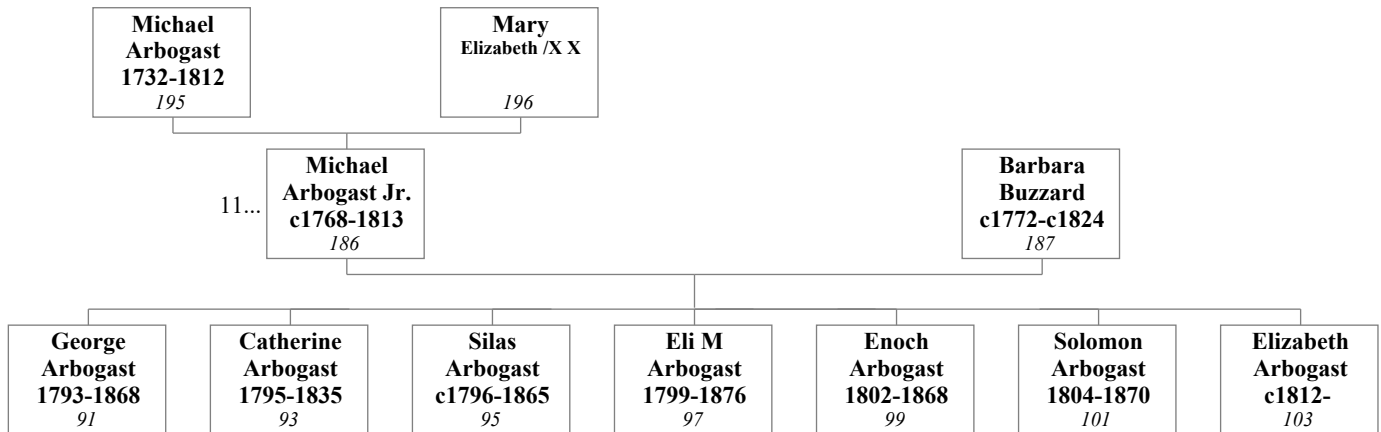 Michael
Arbogast
1732-1812
195
Mary
Elizabeth /X X
196
11...
Michael
Arbogast Jr.
c1768-1813
186
Barbara
Buzzard
c1772-c1824
187
George
Arbogast
1793-1868
91
Catherine
Arbogast
1795-1835
93
Silas
Arbogast
c1796-1865
95
Eli M
Arbogast
1799-1876
97
Enoch
Arbogast
1802-1868
99
Solomon
Arbogast
1804-1870
101
Elizabeth
Arbogast
c1812-
103